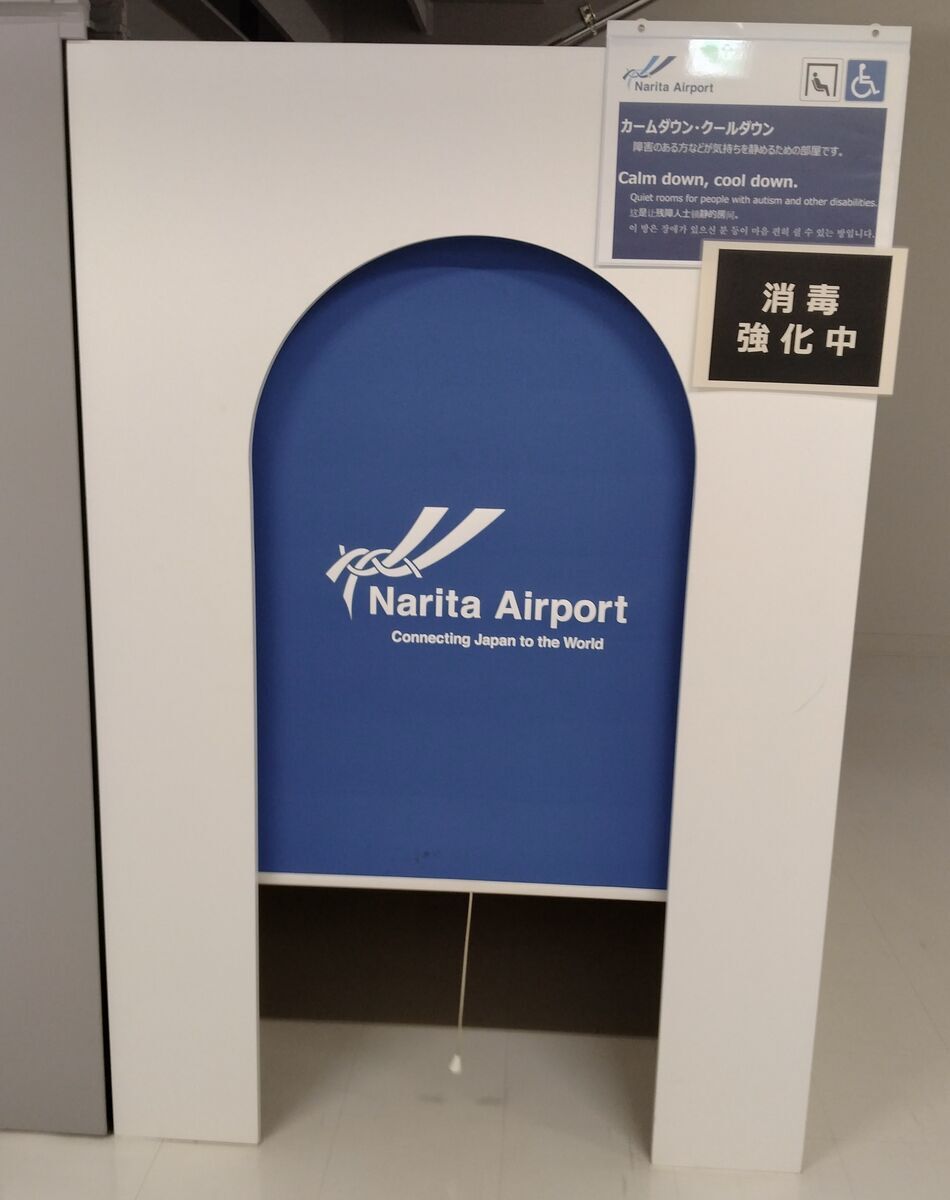 Narita Airport
カームダウン・クールダウン
障害のある方などが気持ちを静めるための部屋です。
Calm down, cool down.
Quiet rooms for people with autism and other disabilities.
这是让残障人士镇静的房间。
이 방은 장애가 있으신 분 등이 마음 편히 쉴 수 있는 방입니다.
消毒
強化中
Narita Airport
Connecting Japan to the World